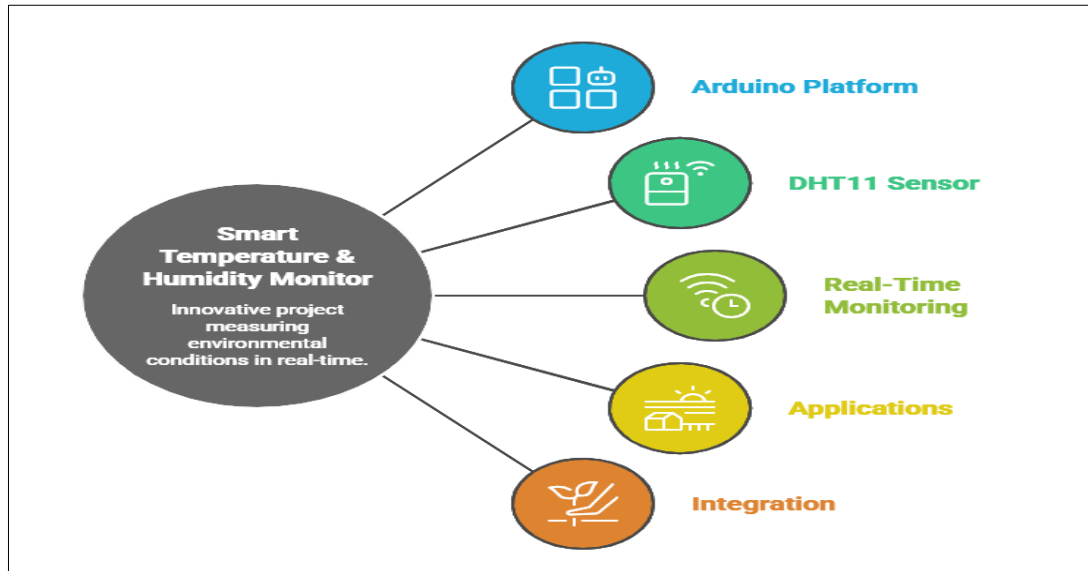 Smart
Temperature &
Humidity Monitor
Innovative project
measuring
environmental
conditions in real-time.
Arduino Platform
DHT11 Sensor
Real-Time
Monitoring
Applications
Integration